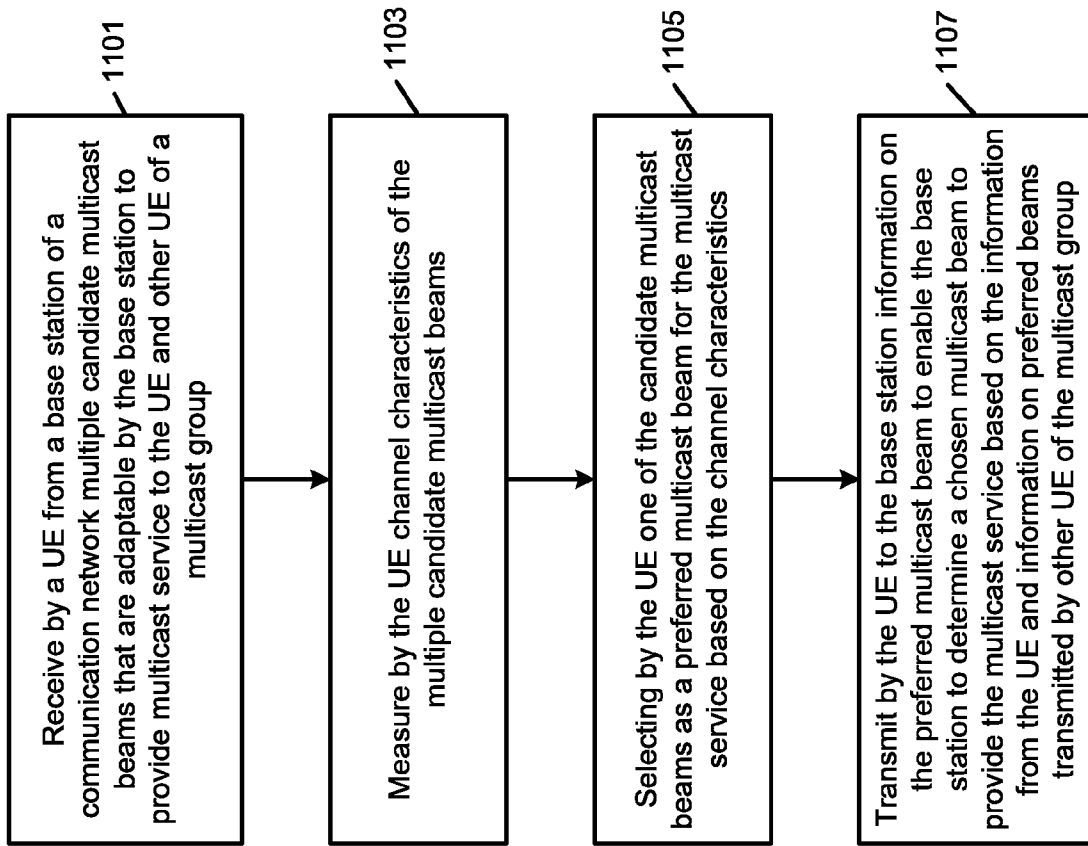 Receive by a UE from a base station of a
communication network multiple candidate multicast
beams that are adaptable by the base station to
provide multicast service to the UE and other UE of a
multicast group
1101
Measure by the UE channel characteristics of the
multiple candidate multicast beams
1103
Selecting by the UE one of the candidate multicast
beams as a preferred multicast beam for the multicast
service based on the channel characteristics
1105
Transmit by the UE to the base station information on
the preferred multicast beam to enable the base
station to determine a chosen multicast beam to
provide the multicast service based on the information
from the UE and information on preferred beams
transmitted by other UE of the multicast group
1107